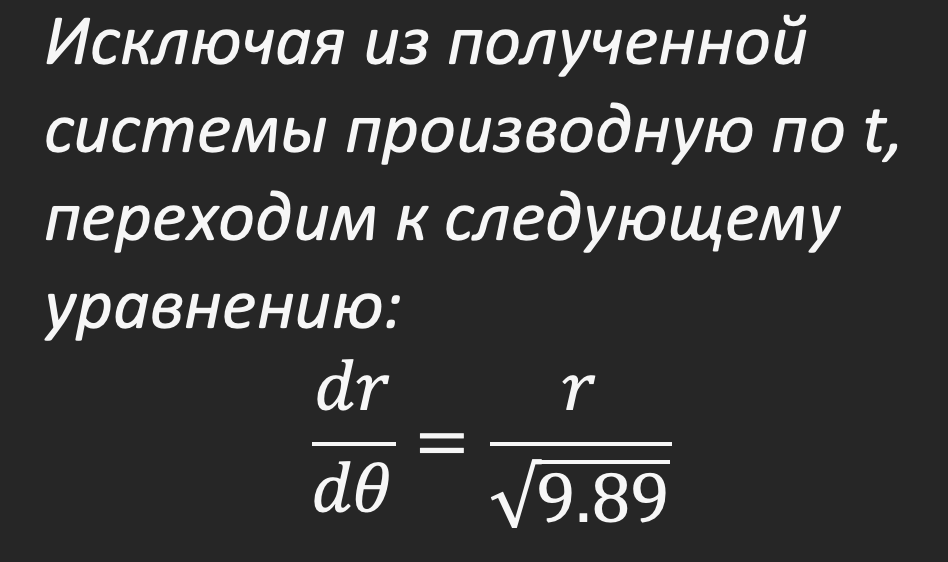 Исключая из полученной
системы производную по t,
переходим к следующему
уравнению:
dr/dθ = r/√9.89